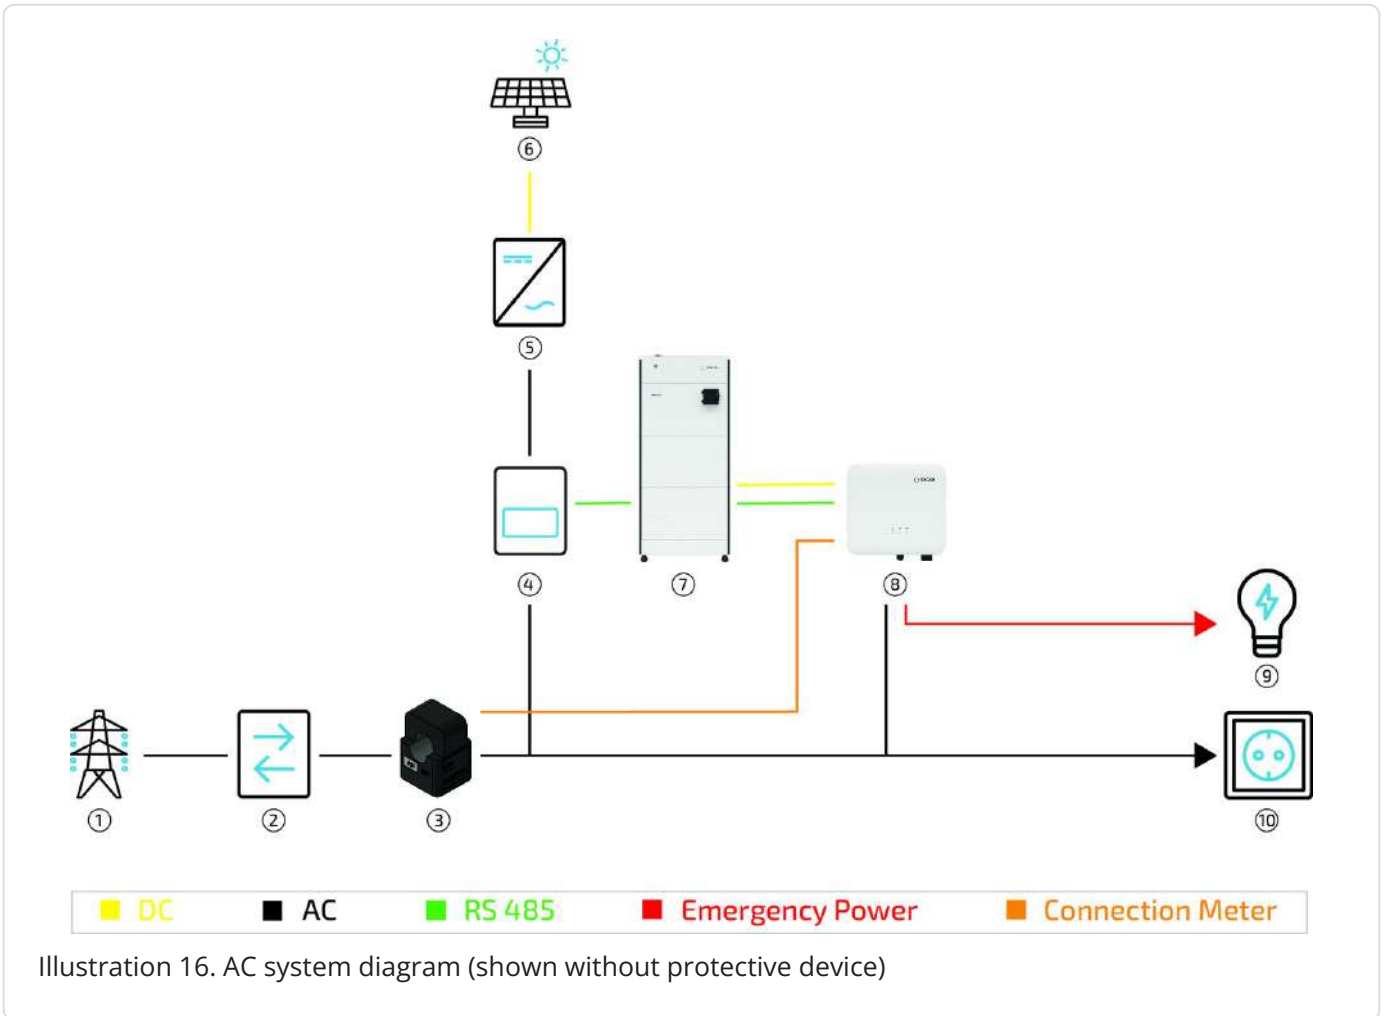 ⑥
⑤
④
⑦
⑧
⑨
①
②
③
⑩
DC
AC
RS 485
Emergency Power
Connection Meter
Illustration 16. AC system diagram (shown without protective device)